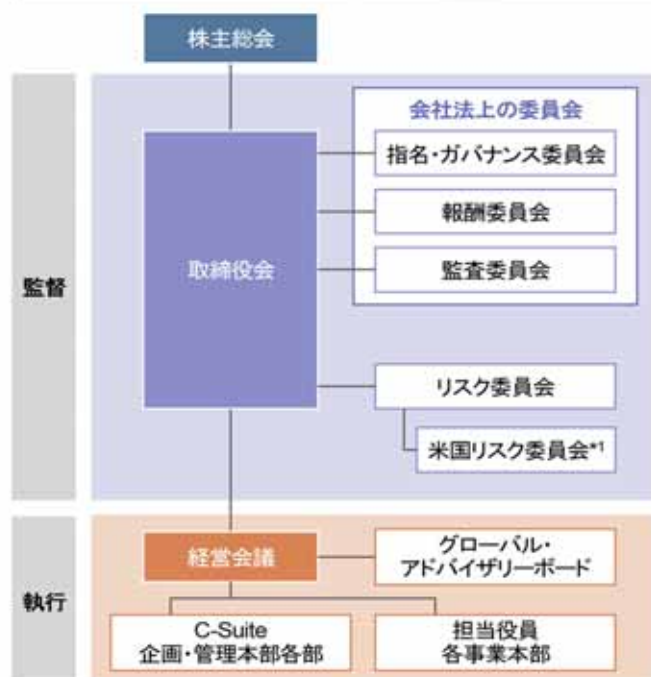 株主総会
監督
取締役会
会社法上の委員会
指名・ガバナンス委員会
報酬委員会
監査委員会
リスク委員会
米国リスク委員会*1
執行
経営会議
グローバル・
アドバイザリーボード
C-Suite
企画・管理本部各部
担当役員
各事業本部